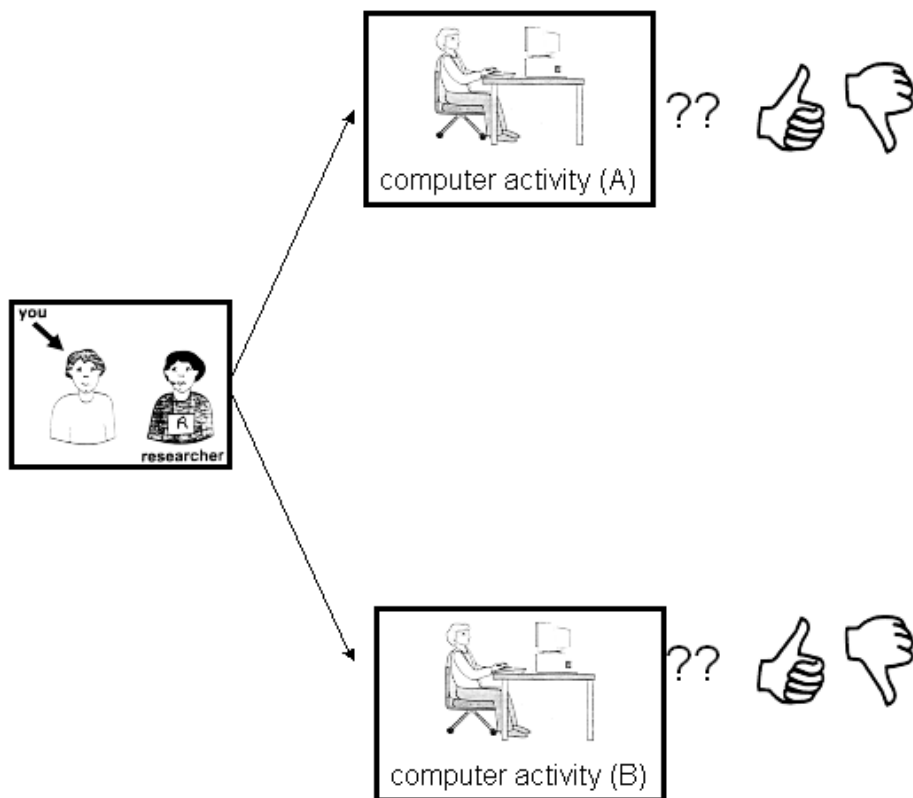 computer activity (A)
??
you
R
researcher
computer activity (B)
??